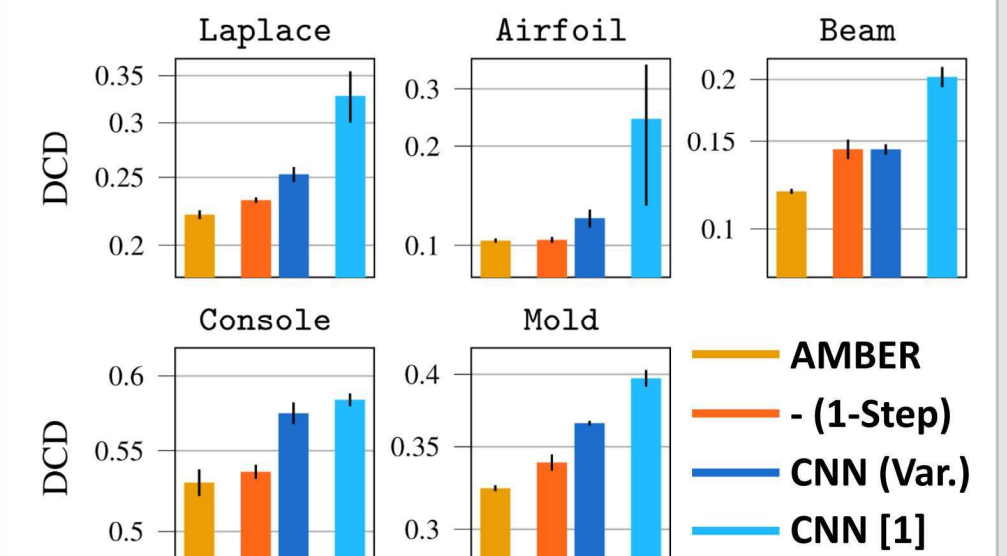 Laplace
DCD
0.35
0.3
0.25
0.2
Airfoil
0.3
0.2
0.1
Beam
0.2
0.15
0.1
Console
DCD
0.6
0.55
0.5
Mold
0.4
0.35
0.3
AMBER
- (1-Step)
CNN (Var.)
CNN [1]